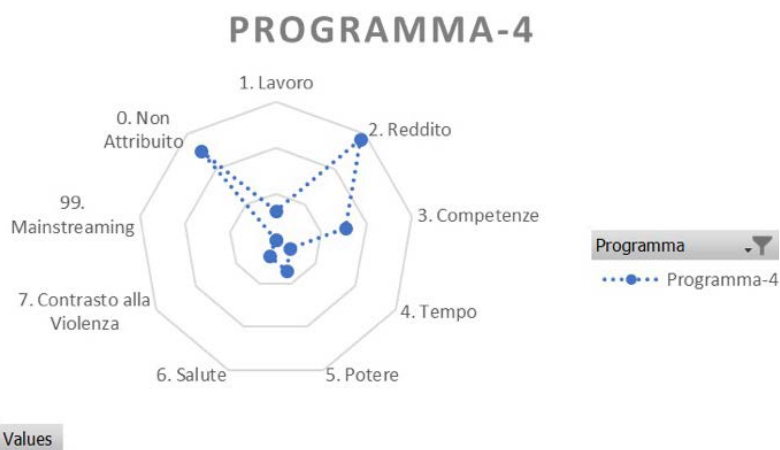 PROGRAMMA-4
1. Lavoro
0. Non
Attribuito
2. Reddito
99.
Mainstreaming
3. Competenze
Programma
Programma-4
7. Contrasto alla
Violenza
4. Tempo
6. Salute
5. Potere
Values